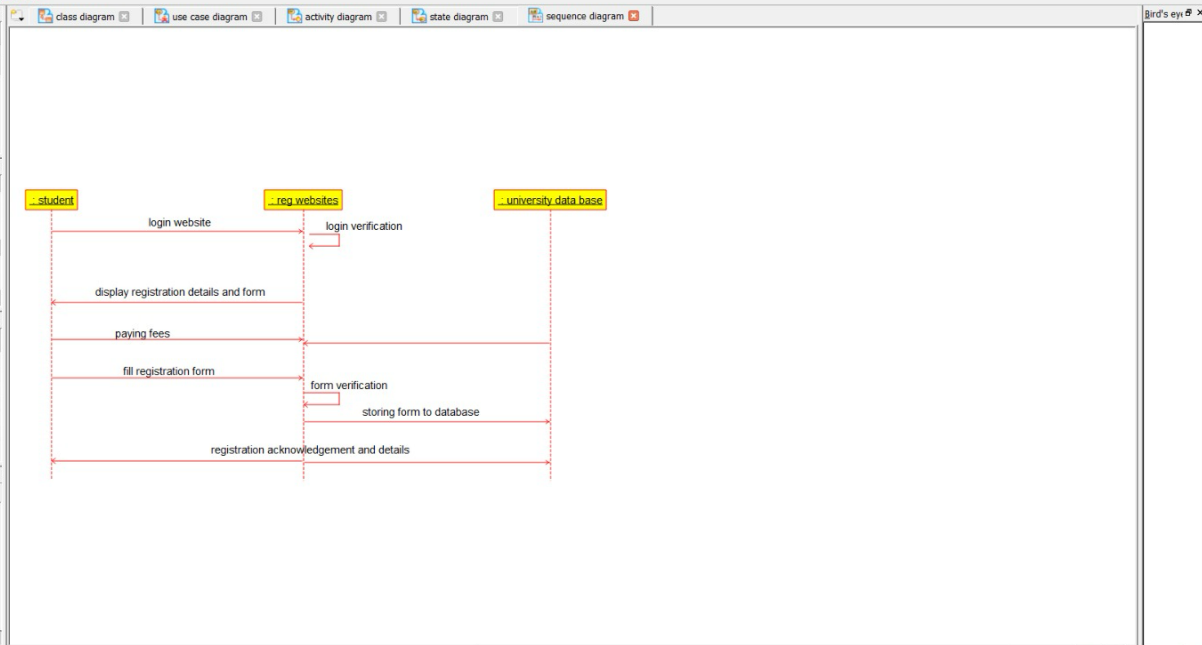 class diagram
use case diagram
activity diagram
state diagram
sequence diagram
Bird's eye
_: student
_: reg websites
_: university data base
login website
login verification
display registration details and form
paying fees
fill registration form
form verification
storing form to database
registration acknowledgement and details